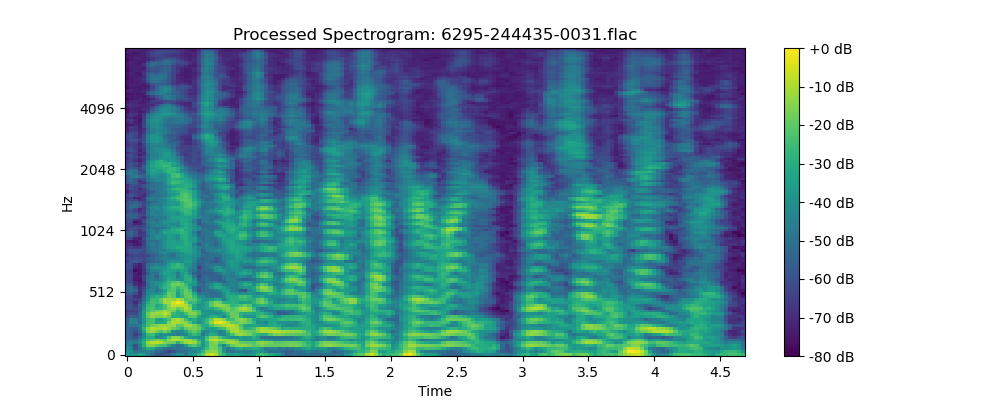 Processed Spectrogram: 6295-244435-0031.flac
Hz
4096
2048
1024
512
0
0 0.5 1 1.5 2 2.5 3 3.5 4 4.5
Time
+0 dB
-10 dB
-20 dB
-30 dB
-40 dB
-50 dB
-60 dB
-70 dB
-80 dB